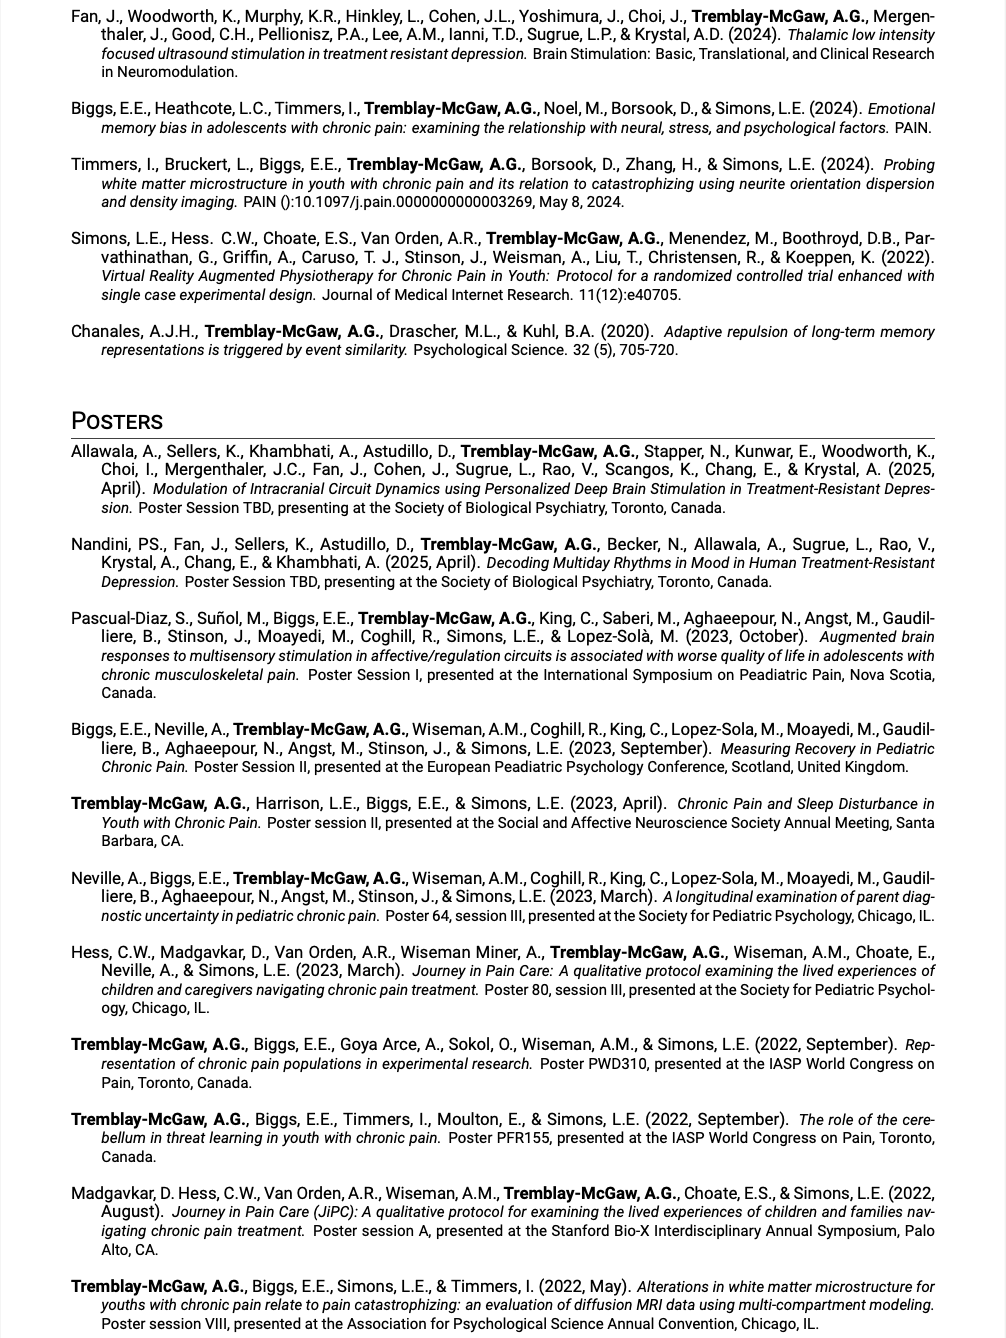 Fan, J., Woodworth, K., Murphy, K.R., Hinkley, L., Cohen, J.L., Yoshimura, J., Choi, J., Tremblay-McGaw, A.G., Mergen-
thaler, J., Good, C.H., Pellionisz, P.A., Lee, A.M., Ianni, T.D., Sugrue, L.P., & Krystal, A.D. (2024). Thalamic low intensity
focused ultrasound stimulation in treatment resistant depression. Brain Stimulation: Basic, Translational, and Clinical Research
in Neuromodulation.
Biggs, E.E., Heathcote, L.C., Timmers, I., Tremblay-McGaw, A.G., Noel, M., Borsook, D., & Simons, L.E. (2024). Emotional
memory bias in adolescents with chronic pain: examining the relationship with neural, stress, and psychological factors. PAIN.
Timmers, I., Bruckert, L., Biggs, E.E., Tremblay-McGaw, A.G., Borsook, D., Zhang, H., & Simons, L.E. (2024). Probing
white matter microstructure in youth with chronic pain and its relation to catastrophizing using neurite orientation dispersion
and density imaging. PAIN ():10.1097/j.pain.0000000000003269, May 8, 2024.
Simons, L.E., Hess. C.W., Choate, E.S., Van Orden, A.R., Tremblay-McGaw, A.G., Menendez, M., Boothroyd, D.B., Par-
vathinathan, G., Griffin, A., Caruso, T. J., Stinson, J., Weisman, A., Liu, T., Christensen, R., & Koeppen, K. (2022).
Virtual Reality Augmented Physiotherapy for Chronic Pain in Youth: Protocol for a randomized controlled trial enhanced with
single case experimental design. Journal of Medical Internet Research. 11(12):e40705.
Chanales, A.J.H., Tremblay-McGaw, A.G., Drascher, M.L., & Kuhl, B.A. (2020). Adaptive repulsion of long-term memory
representations is triggered by event similarity. Psychological Science. 32 (5), 705-720.
POSTERS
Allawala, A., Sellers, K., Khambhati, A., Astudillo, D., Tremblay-McGaw, A.G., Stapper, N., Kunwar, E., Woodworth, K.,
Choi, I., Mergenthaler, J.C., Fan, J., Cohen, J., Sugrue, L., Rao, V., Scangos, K., Chang, E., & Krystal, A. (2025,
April). Modulation of Intracranial Circuit Dynamics using Personalized Deep Brain Stimulation in Treatment-Resistant Depres-
sion. Poster Session TBD, presenting at the Society of Biological Psychiatry, Toronto, Canada.
Nandini, PS., Fan, J., Sellers, K., Astudillo, D., Tremblay-McGaw, A.G., Becker, N., Allawala, A., Sugrue, L., Rao, V.,
Krystal, A., Chang, E., & Khambhati, A. (2025, April). Decoding Multiday Rhythms in Mood in Human Treatment-Resistant
Depression. Poster Session TBD, presenting at the Society of Biological Psychiatry, Toronto, Canada.
Pascual-Diaz, S., Suñol, M., Biggs, E.E., Tremblay-McGaw, A.G., King, C., Saberi, M., Aghaeepour, N., Angst, M., Gaudil-
liere, B., Stinson, J., Moayedi, M., Coghill, R., Simons, L.E., & Lopez-Solà, M. (2023, October). Augmented brain
responses to multisensory stimulation in affective/regulation circuits is associated with worse quality of life in adolescents with
chronic musculoskeletal pain. Poster Session I, presented at the International Symposium on Peadiatric Pain, Nova Scotia,
Canada.
Biggs, E.E., Neville, A., Tremblay-McGaw, A.G., Wiseman, A.M., Coghill, R., King, C., Lopez-Sola, M., Moayedi, M., Gaudil-
liere, B., Aghaeepour, N., Angst, M., Stinson, J., & Simons, L.E. (2023, September). Measuring Recovery in Pediatric
Chronic Pain. Poster Session II, presented at the European Peadiatric Psychology Conference, Scotland, United Kingdom.
Tremblay-McGaw, A.G., Harrison, L.E., Biggs, E.E., & Simons, L.E. (2023, April). Chronic Pain and Sleep Disturbance in
Youth with Chronic Pain. Poster session II, presented at the Social and Affective Neuroscience Society Annual Meeting, Santa
Barbara, CA.
Neville, A., Biggs, E.E., Tremblay-McGaw, A.G., Wiseman, A.M., Coghill, R., King, C., Lopez-Sola, M., Moayedi, M., Gaudil-
liere, B., Aghaeepour, N., Angst, M., Stinson, J., & Simons, L.E. (2023, March). A longitudinal examination of parent diag-
nostic uncertainty in pediatric chronic pain. Poster 64, session III, presented at the Society for Pediatric Psychology, Chicago, IL.
Hess, C.W., Madgavkar, D., Van Orden, A.R., Wiseman Miner, A., Tremblay-McGaw, A.G., Wiseman, A.M., Choate, E.,
Neville, A., & Simons, L.E. (2023, March). Journey in Pain Care: A qualitative protocol examining the lived experiences of
children and caregivers navigating chronic pain treatment. Poster 80, session III, presented at the Society for Pediatric Psychol-
ogy, Chicago, IL.
Tremblay-McGaw, A.G., Biggs, E.E., Goya Arce, A., Sokol, O., Wiseman, A.M., & Simons, L.E. (2022, September). Rep-
resentation of chronic pain populations in experimental research. Poster PWD310, presented at the IASP World Congress on
Pain, Toronto, Canada.
Tremblay-McGaw, A.G., Biggs, E.E., Timmers, I., Moulton, E., & Simons, L.E. (2022, September). The role of the cere-
bellum in threat learning in youth with chronic pain. Poster PFR155, presented at the IASP World Congress on Pain, Toronto,
Canada.
Madgavkar, D. Hess, C.W., Van Orden, A.R., Wiseman, A.M., Tremblay-McGaw, A.G., Choate, E.S., & Simons, L.E. (2022,
August). Journey in Pain Care (JiPC): A qualitative protocol for examining the lived experiences of children and families nav-
igating chronic pain treatment. Poster session A, presented at the Stanford Bio-X Interdisciplinary Annual Symposium, Palo
Alto, CA.
Tremblay-McGaw, A.G., Biggs, E.E., Simons, L.E., & Timmers, I. (2022, May). Alterations in white matter microstructure for
youths with chronic pain relate to pain catastrophizing: an evaluation of diffusion MRI data using multi-compartment modeling.
Poster session VIII, presented at the Association for Psychological Science Annual Convention, Chicago, IL.